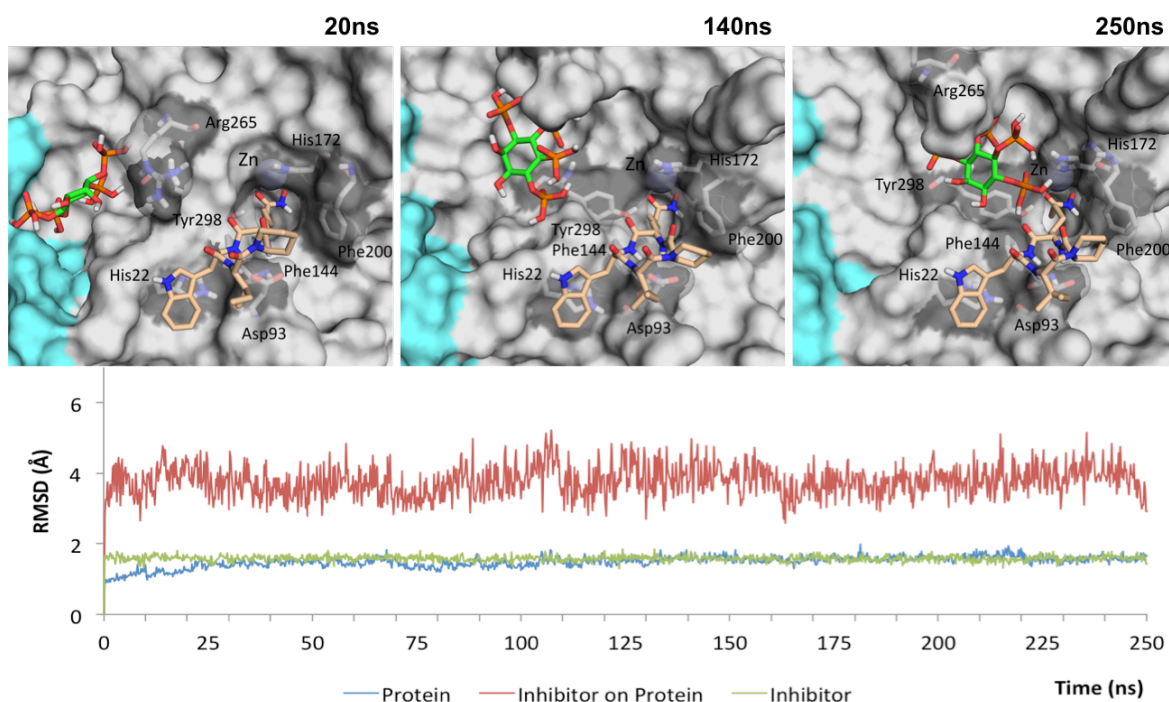 20ns
140ns
250ns
Arg265
His172
Zn
Tyr298
Phe200
His22
Phe144
Asp93
Zn
His172
Tyr298
Phe200
Phe144
His22
Asp93
Arg265
Zn
His172
Tyr298
Phe144
Phe200
His22
Asp93
RMSD (Å)
6
4
2
0
0 25 50 75 100 125 150 175 200 225 250
Time (ns)
Protein Inhibitor on Protein Inhibitor